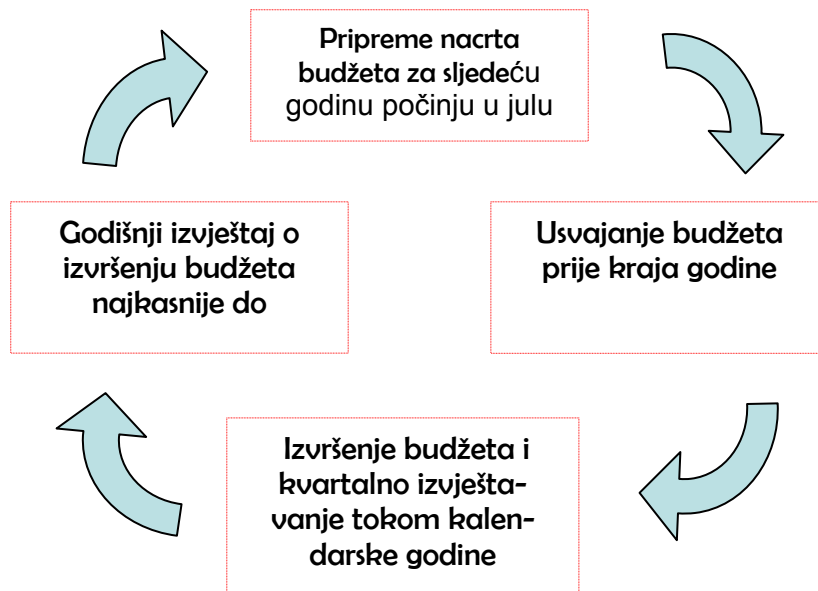 Pripreme nacrta
budžeta za sljedeću
godinu počinju u julu
Godišnji izvještaj o
izvršenju budžeta
najkasnije do
Usvajanje budžeta
prije kraja godine
Izvršenje budžeta i
kvartalno izvješta-
vanje tokom kalen-
darske godine